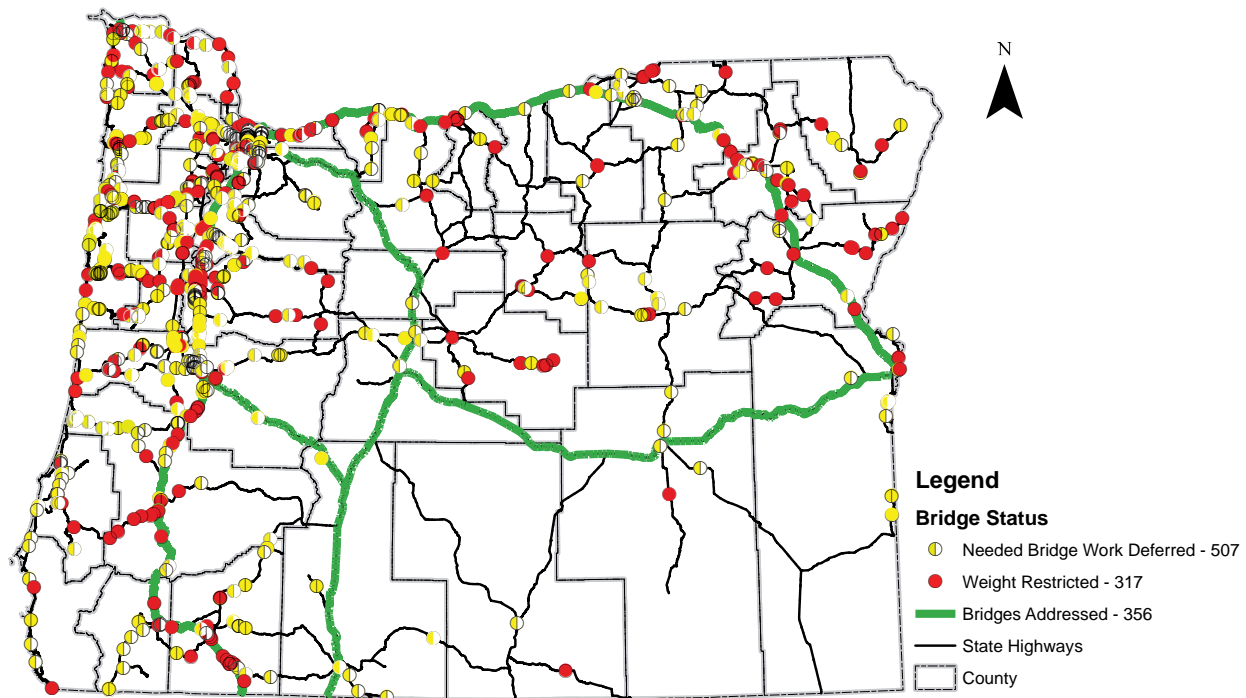 N
Legend
Bridge Status
Needed Bridge Work Deferred - 507
Weight Restricted - 317
Bridges Addressed - 356
State Highways
County